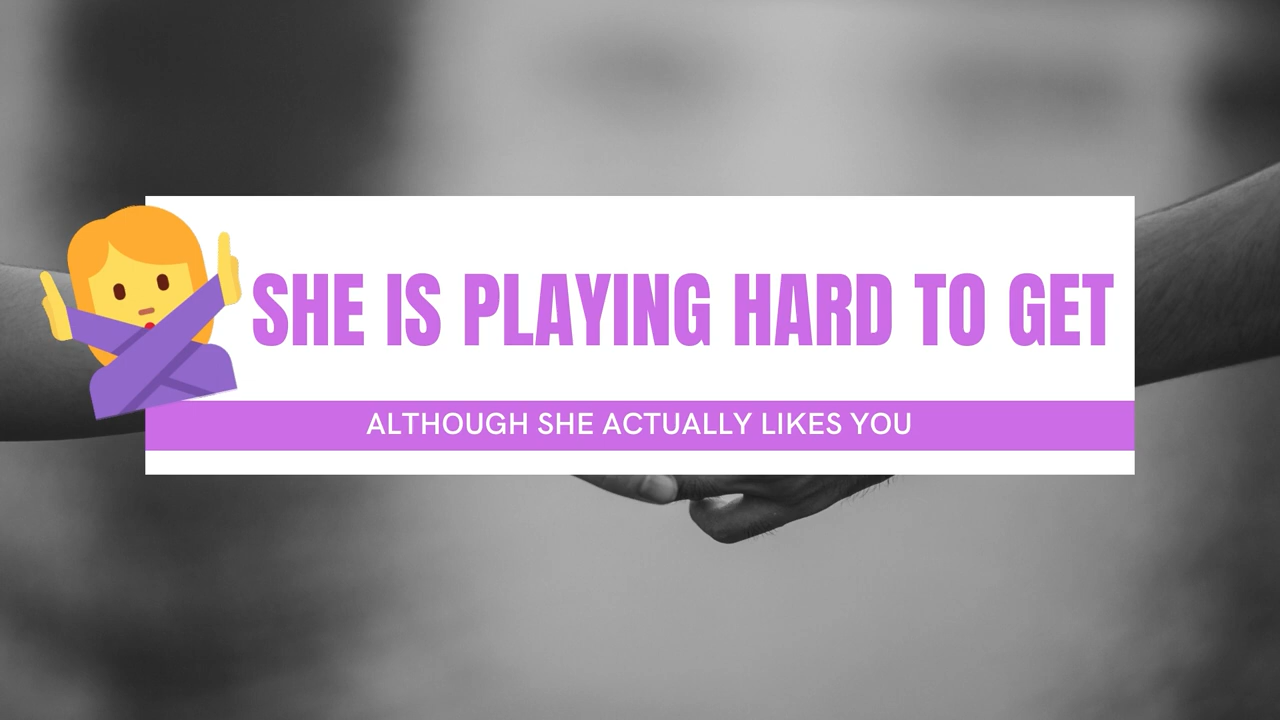 SHE IS PLAYING HARD TO GET
ALTHOUGH SHE ACTUALLY LIKES YOU